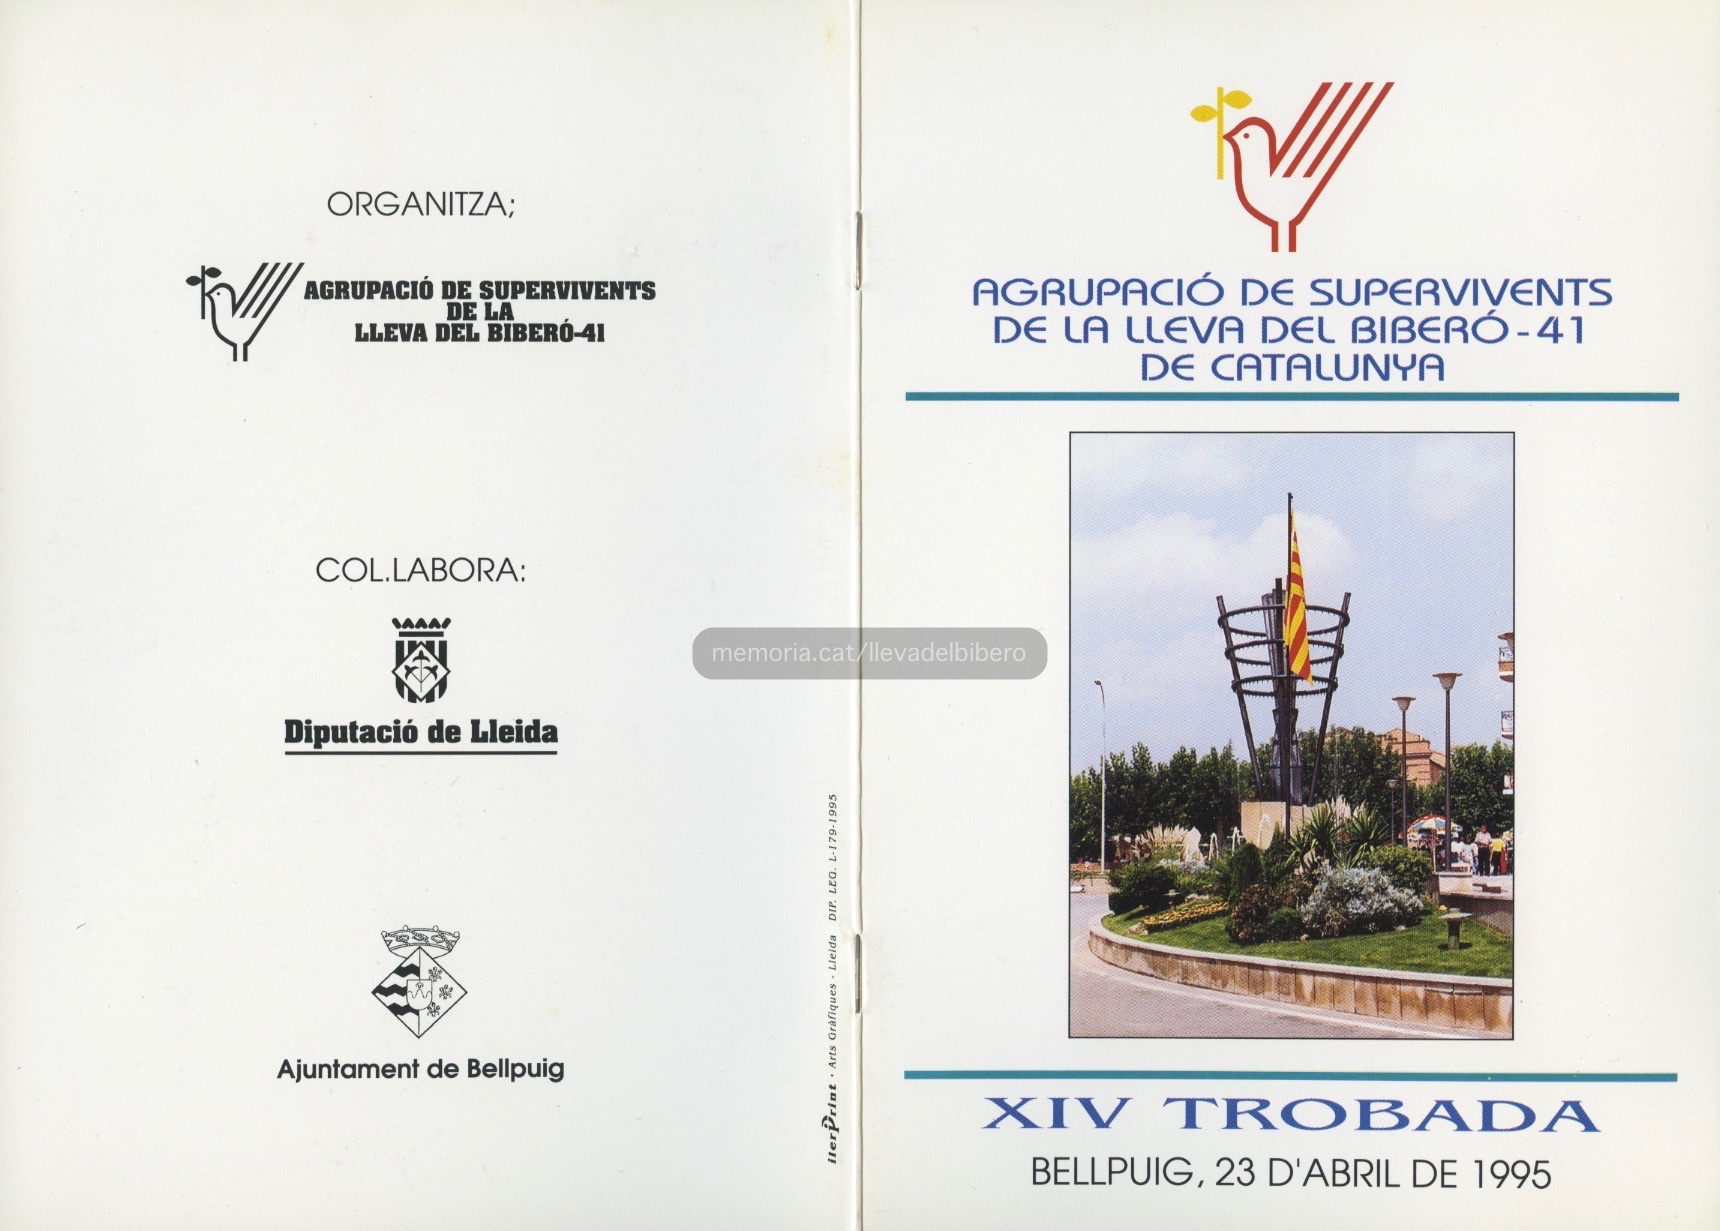 ORGANITZA;
AGRUPACIÓ DE SUPERVIVENTS
DE LA
LLEVA DEL BIBERÓ-41
COL.LABORA:
Diputació de Lleida
Ajuntament de Bellpuig
IlerPrint · Arts Gràfiques - Lleida DIP. LEG. L-179-1995
memoria.cat/llevadelbibero
AGRUPACIÓ DE SUPERVIVENTS
DE LA LLEVA DEL BIBERÓ-41
DE CATALUNYA
XIV TROBADA
BELLPUIG, 23 D'ABRIL DE 1995